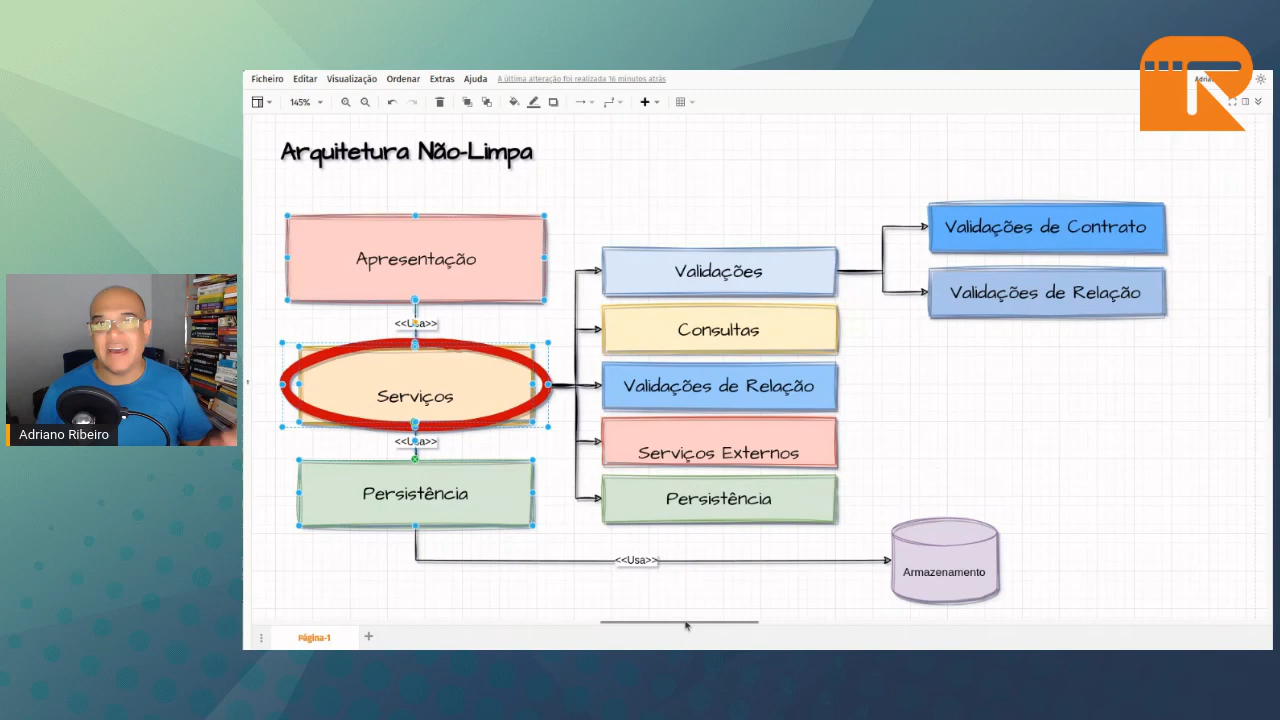 Ficheiro Editar Visualização Ordenar Extras Ajuda A última alteração foi realizada 16 minutos atrás
145%
Arquitetura Não-Limpa
Apresentação
<<Usa>>
Serviços
<<Usa>>
Persistência
Validações
Consultas
Validações de Relação
Serviços Externos
Persistência
Validações de Contrato
Validações de Relação
<<Usa>>
Armazenamento
Adriano Ribeiro
Página-1